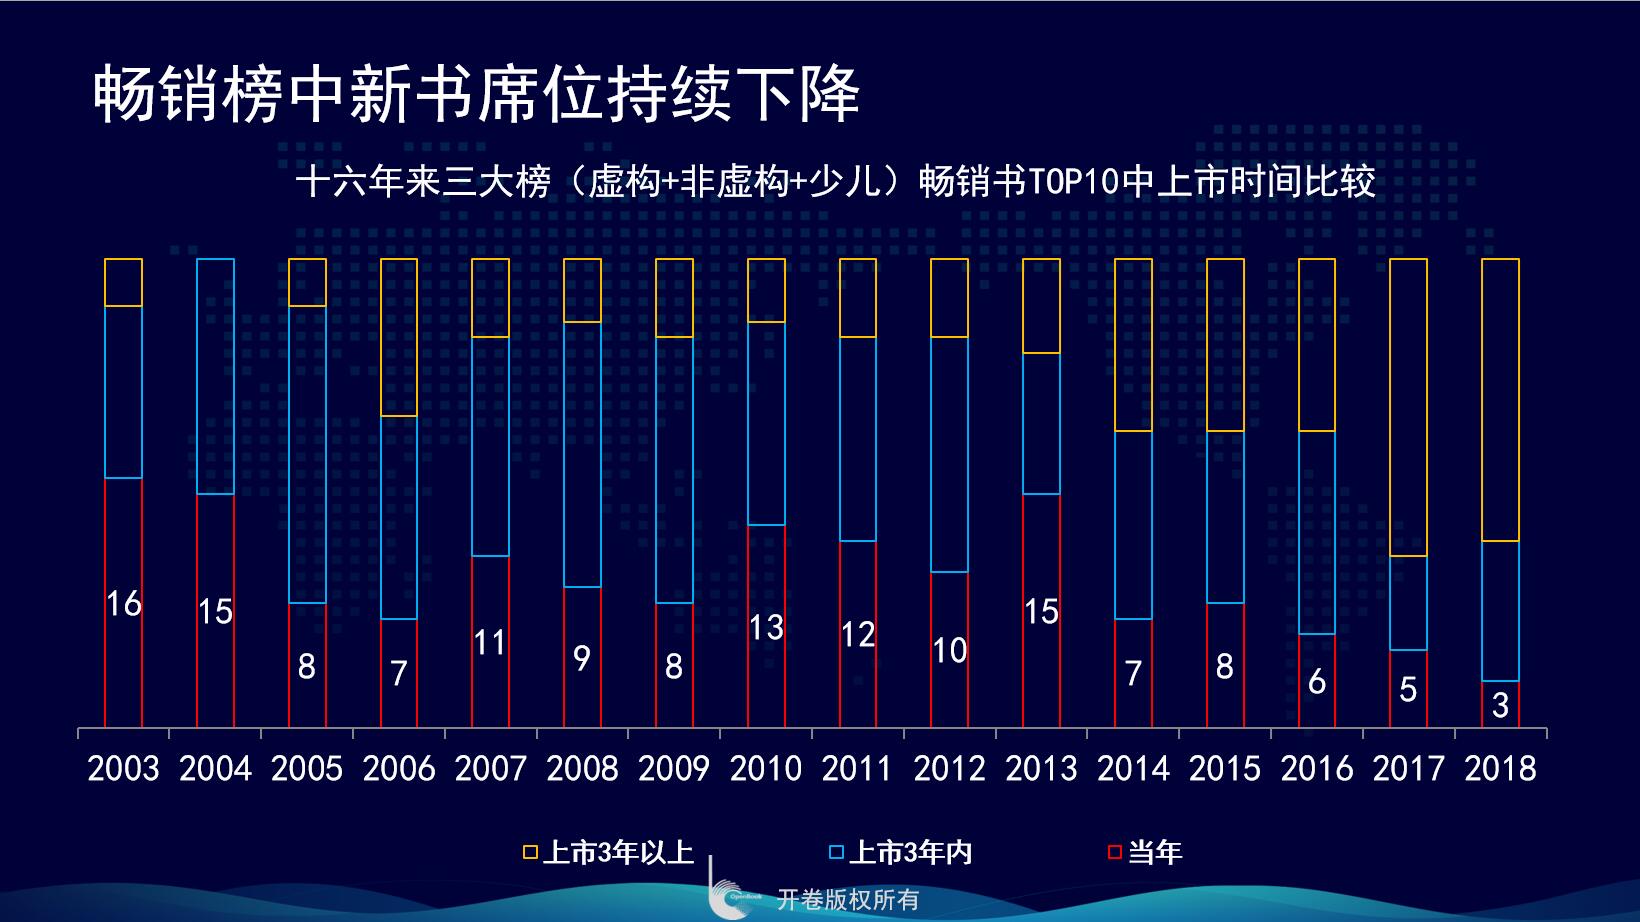 畅销榜中新书席位持续下降
十六年来三大榜（虚构+非虚构+少儿）畅销书TOP10中上市时间比较
16 15 8 7 11 9 8 13 12 10 15 7 8 6 5 3
2003 2004 2005 2006 2007 2008 2009 2010 2011 2012 2013 2014 2015 2016 2017 2018
上市3年以上 上市3年内 当年
OpenBook 开卷版权所有